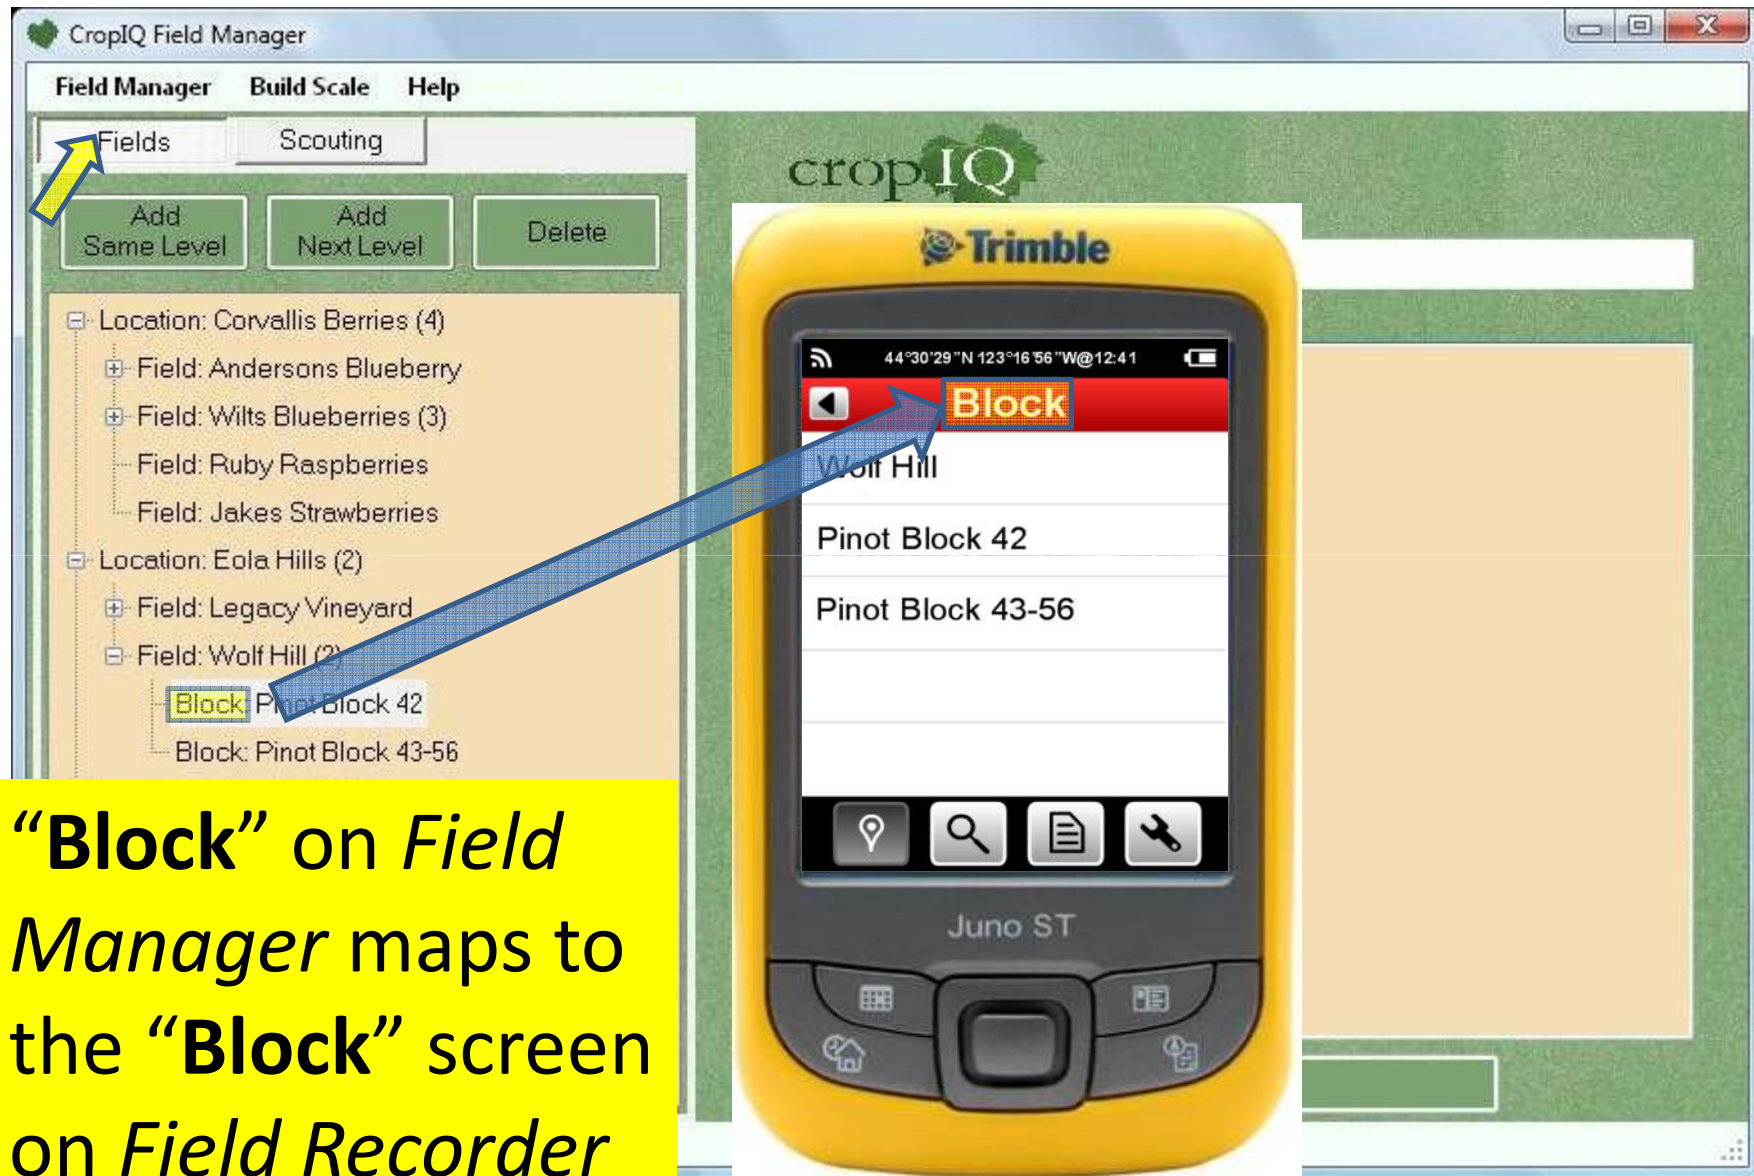 CropIQ Field Manager
Field Manager Build Scale Help
Fields Scouting
Add
Same Level
Add
Next Level
Delete
cropIQ
Location: Corvallis Berries (4)
Field: Andersons Blueberry
Field: Wilts Blueberries (3)
Field: Ruby Raspberries
Field: Jakes Strawberries
Location: Eola Hills (2)
Field: Legacy Vineyard
Field: Wolf Hill (2)
Block: Pinot Block 42
Block: Pinot Block 43-56
Trimble
44°30'29"N 123°16'56"W@12:41
Block
Wolf Hill
Pinot Block 42
Pinot Block 43-56
Juno ST
“Block” on Field
Manager maps to
the “Block” screen
on Field Recorder